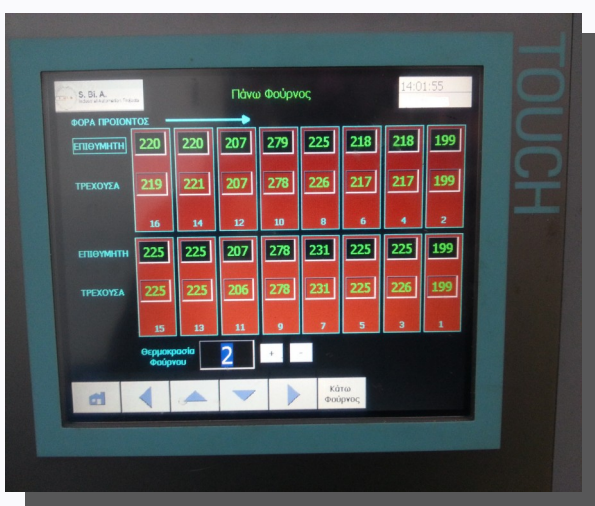 TOUCH
S. Si. A.
Πάνω Φούρνος
14:01:55
ΦΟΡΑ ΠΡΟΙΟΝΤΟΣ
ΕΠΙΘΥΜΗΤΗ 220 220 207 279 225 218 218 199
ΤΡΕΧΟΥΣΑ 219 221 207 278 226 217 217 199
16 14 12 10 8 6 4 2
ΕΠΙΘΥΜΗΤΗ 225 225 207 278 231 225 225 199
ΤΡΕΧΟΥΣΑ 225 225 206 278 231 225 226 199
15 13 11 9 7 5 3 1
Θερμοκρασία
Φούρνου
2 + -
Κάτω
Φούρνος